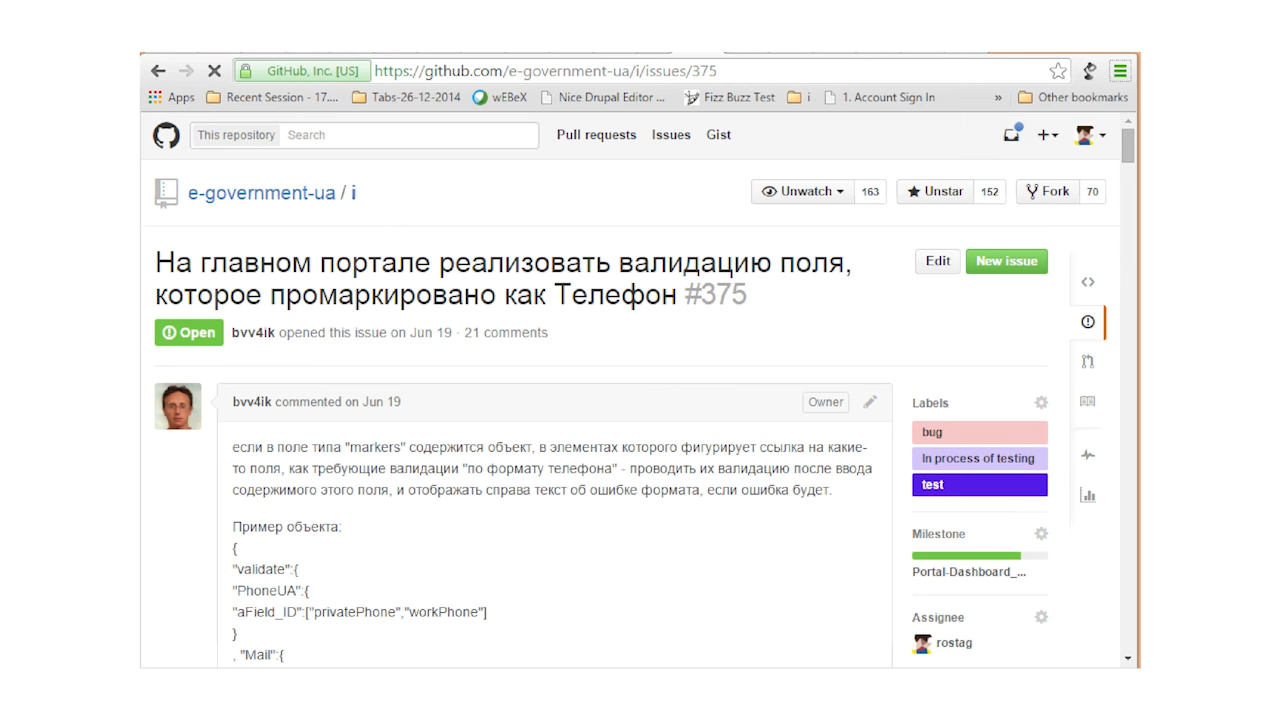 GitHub, Inc. [US] https://github.com/e-government-ua/i/issues/375
Apps Recent Session - 17.... Tabs-26-12-2014 wEBeX Nice Drupal Editor ... Fizz Buzz Test i 1. Account Sign In » Other bookmarks
This repository Search Pull requests Issues Gist
e-government-ua / i Unwatch 163 Unstar 152 Fork 70
На главном портале реализовать валидацию поля,
которое промаркировано как Телефон #375
Edit New issue
Open bvv4ik opened this issue on Jun 19 · 21 comments
bvv4ik commented on Jun 19 Owner
если в поле типа "markers" содержится объект, в элементах которого фигурирует ссылка на какие-
то поля, как требующие валидации "по формату телефона" - проводить их валидацию после ввода
содержимого этого поля, и отображать справа текст об ошибке формата, если ошибка будет.
Пример объекта:
{
"validate":{
"PhoneUA":{
"aField_ID":["privatePhone","workPhone"]
}
, "Mail":{
Labels
bug
In process of testing
test
Milestone
Portal-Dashboard_...
Assignee
rostag